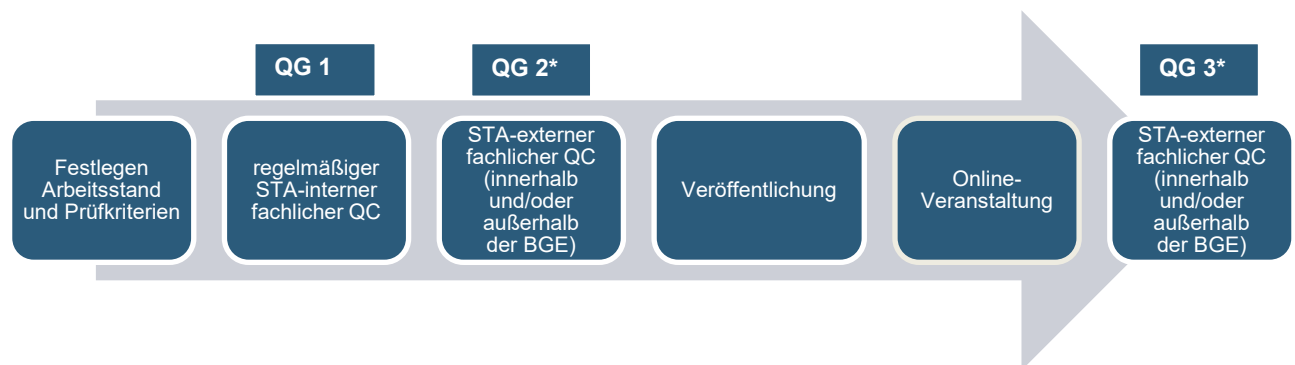 QG 1
QG 2*
QG 3*
Festlegen
Arbeitsstand
und Prüfkriterien
regelmäßiger
STA-interner
fachlicher QC
STA-externer
fachlicher QC
(innerhalb
und/oder
außerhalb
der BGE)
Veröffentlichung
Online-
Veranstaltung
STA-externer
fachlicher QC
(innerhalb
und/oder
außerhalb
der BGE)